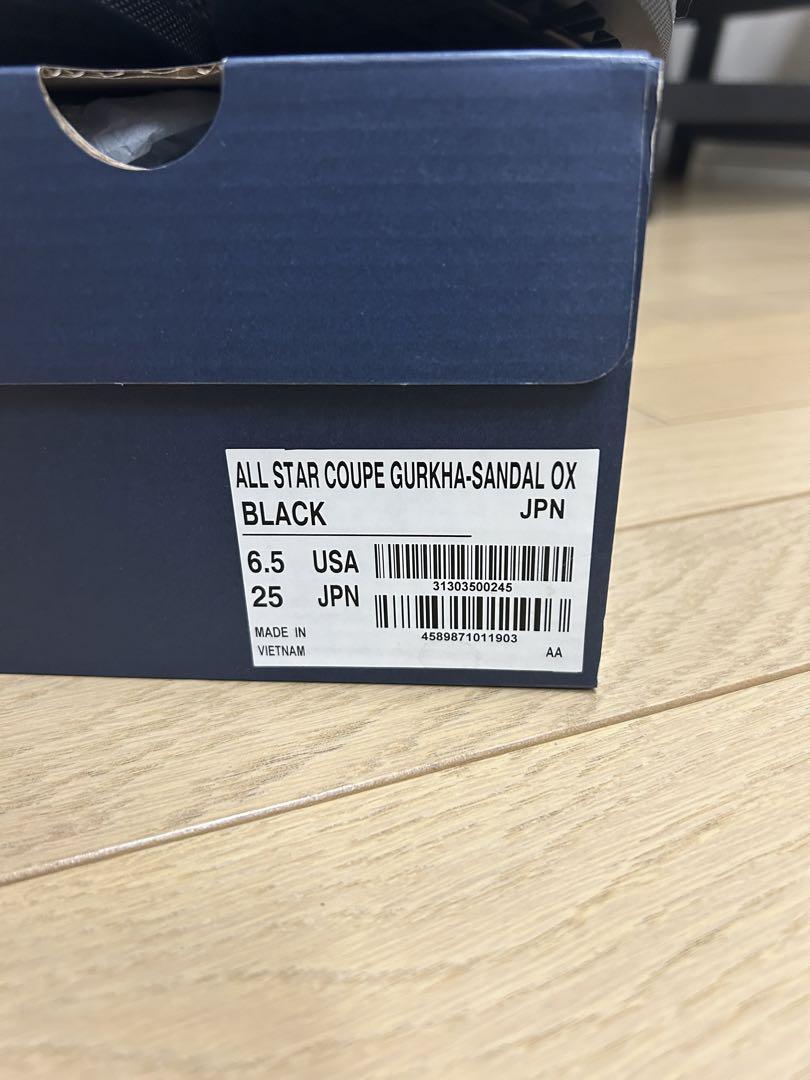 ALL STAR COUPE GURKHA-SANDAL OX
BLACK JPN
6.5 USA
31303500245
25 JPN
4589871011903
MADE IN
VIETNAM AA